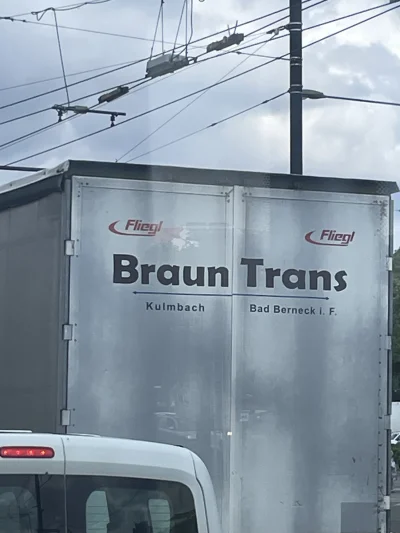 Fliegl
Fliegl
Braun Trans
Kulmbach
Bad Berneck i. F.